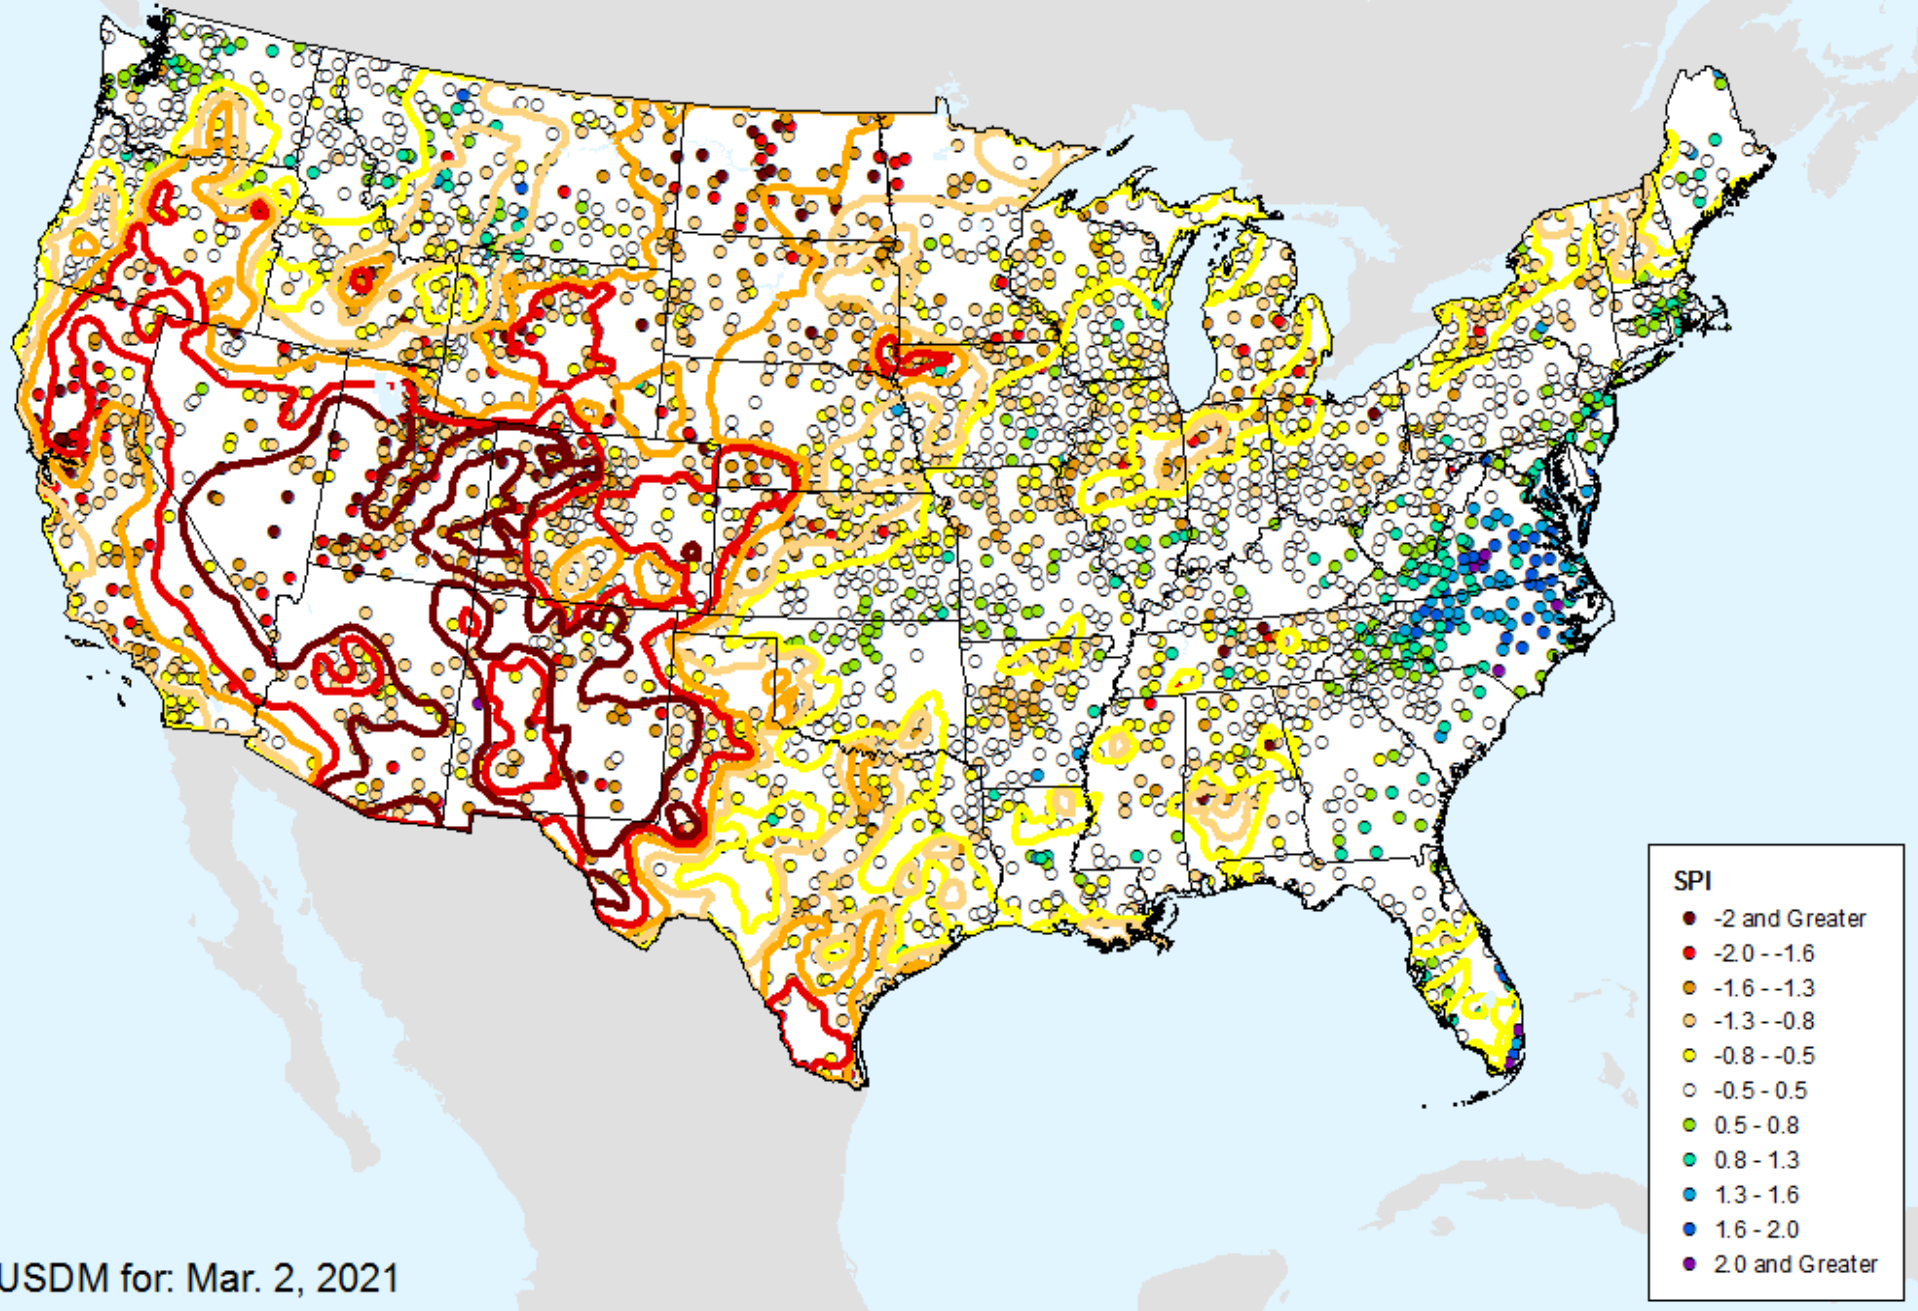 SPI
-2 and Greater
-2.0 - -1.6
-1.6 - -1.3
-1.3 - -0.8
-0.8 - -0.5
-0.5 - 0.5
0.5 - 0.8
0.8 - 1.3
1.3 - 1.6
1.6 - 2.0
2.0 and Greater
USDM for: Mar. 2, 2021